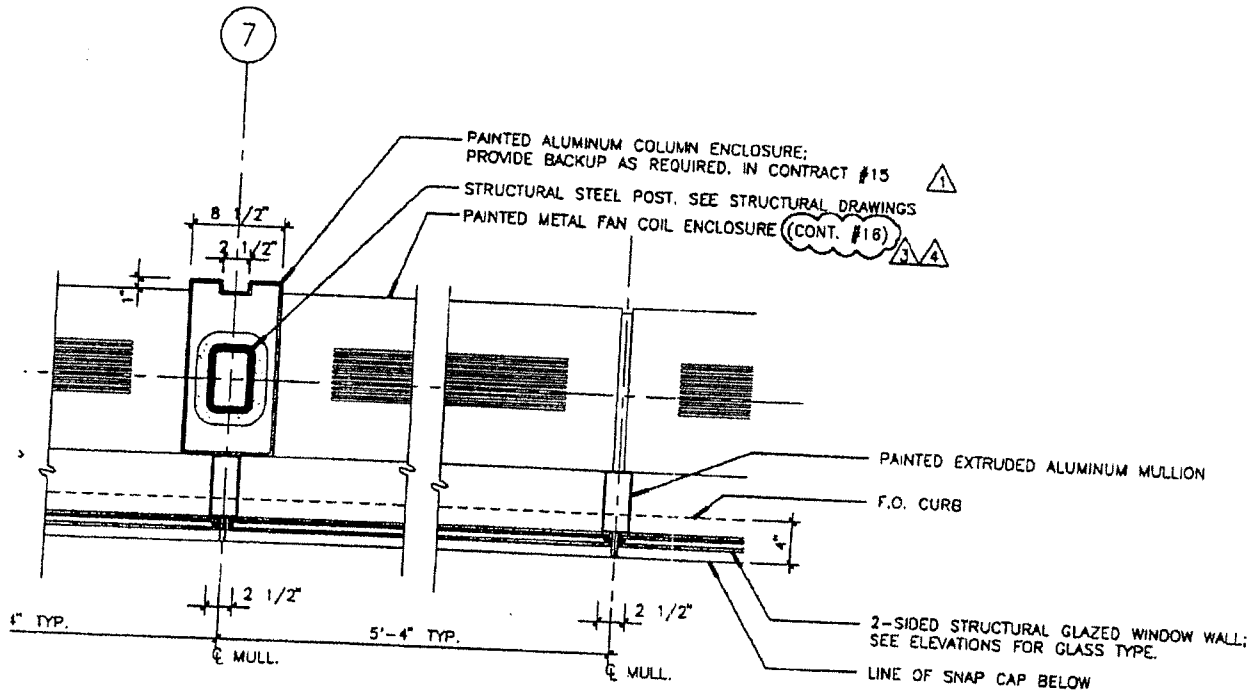 7
PAINTED ALUMINUM COLUMN ENCLOSURE;
PROVIDE BACKUP AS REQUIRED, IN CONTRACT #15
1
STRUCTURAL STEEL POST, SEE STRUCTURAL DRAWINGS
8 1/2"
PAINTED METAL FAN COIL ENCLOSURE (CONT. #16)
3 4
2 1/2"
1"
PAINTED EXTRUDED ALUMINUM MULLION
F.O. CURB
4"
2 1/2"
2 1/2"
4" TYP.
5'-4" TYP.
2-SIDED STRUCTURAL GLAZED WINDOW WALL;
SEE ELEVATIONS FOR GLASS TYPE.
℄ MULL.
℄ MULL.
LINE OF SNAP CAP BELOW